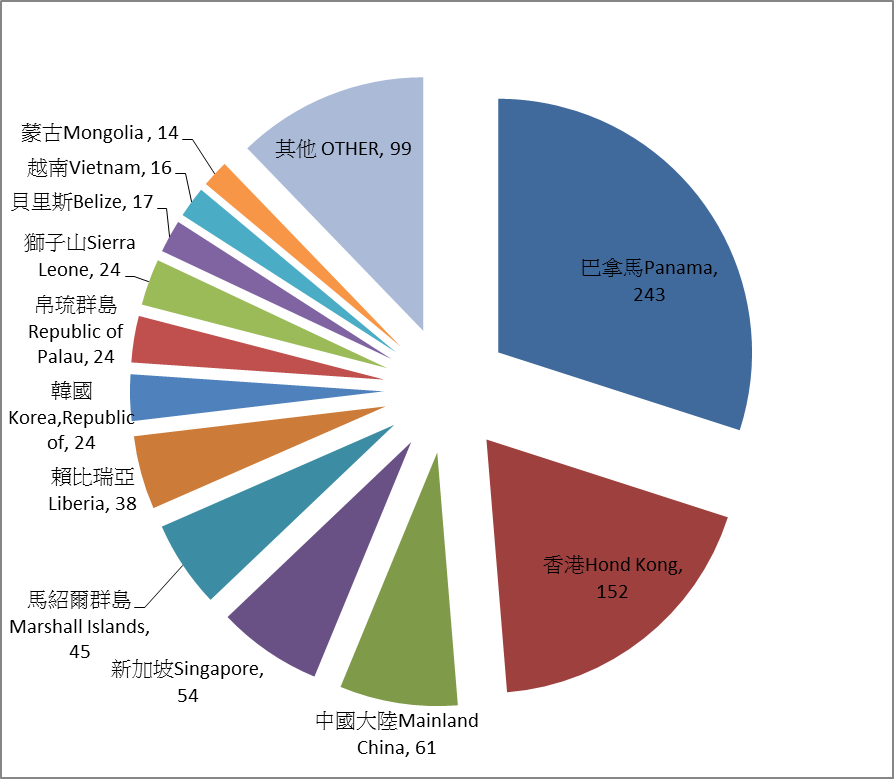 巴拿馬Panama,
243
香港Hond Kong,
152
中國大陸Mainland
China, 61
新加坡Singapore,
54
馬紹爾群島
Marshall Islands,
45
賴比瑞亞
Liberia, 38
韓國
Korea,Republic
of, 24
帛琉群島
Republic of
Palau, 24
獅子山Sierra
Leone, 24
貝里斯Belize, 17
越南Vietnam, 16
蒙古Mongolia , 14
其他 OTHER, 99